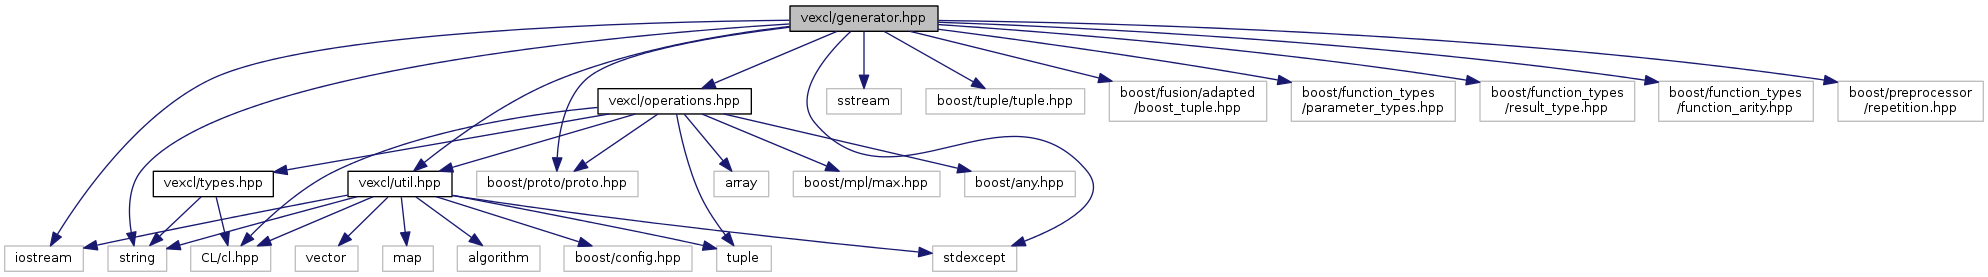 vexcl/generator.hpp
vexcl/operations.hpp
sstream
boost/tuple/tuple.hpp
boost/fusion/adapted
/boost_tuple.hpp
boost/function_types
/parameter_types.hpp
boost/function_types
/result_type.hpp
boost/function_types
/function_arity.hpp
boost/preprocessor
/repetition.hpp
vexcl/types.hpp
vexcl/util.hpp
boost/proto/proto.hpp
array
boost/mpl/max.hpp
boost/any.hpp
iostream
string
CL/cl.hpp
vector
map
algorithm
boost/config.hpp
tuple
stdexcept